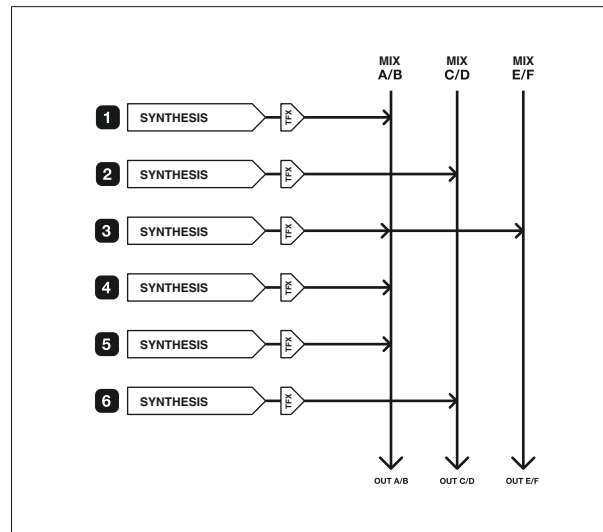 MIX A/B
MIX C/D
MIX E/F
1 SYNTHESIS TFX
2 SYNTHESIS TFX
3 SYNTHESIS TFX
4 SYNTHESIS TFX
5 SYNTHESIS TFX
6 SYNTHESIS TFX
OUT A/B OUT C/D OUT E/F